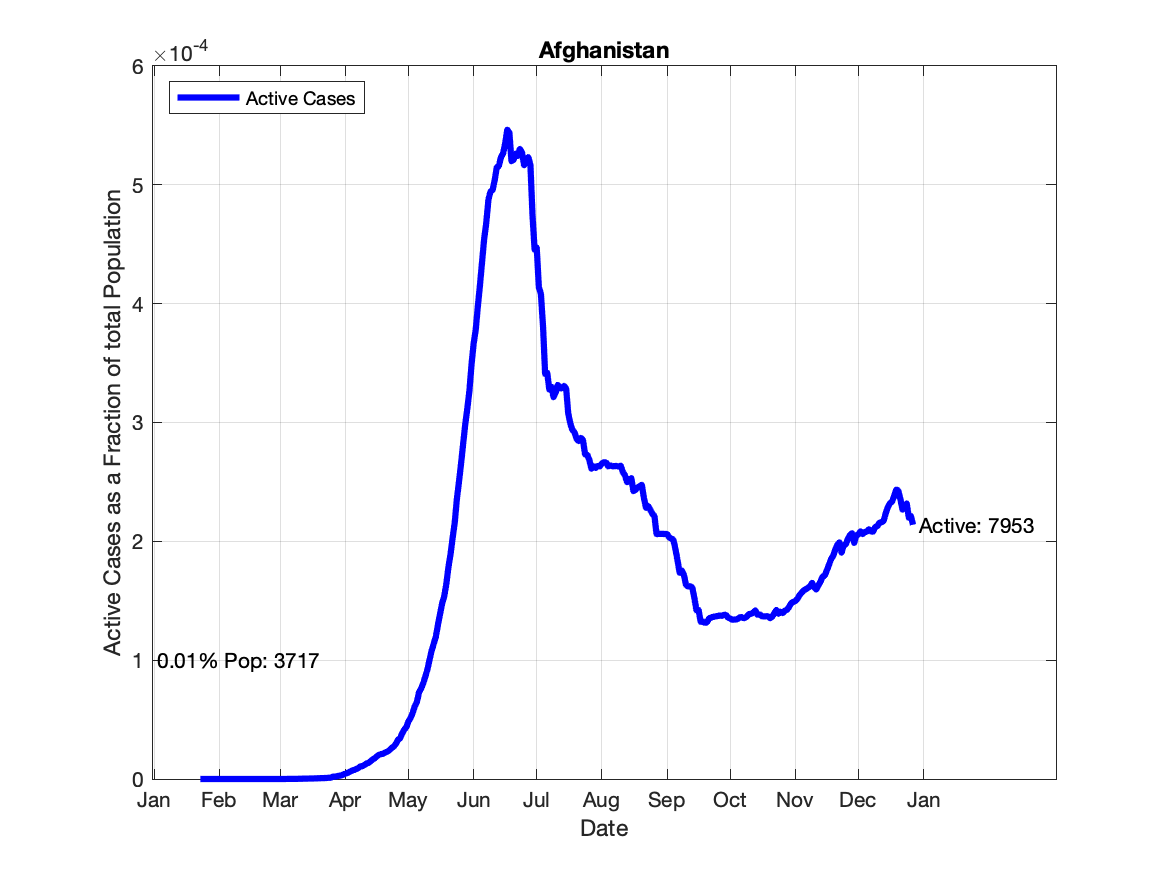 Afghanistan
×10-4
Active Cases
6
5
4
3
2
1
0
Active Cases as a Fraction of total Population
0.01% Pop: 3717
Active: 7953
Jan Feb Mar Apr May Jun Jul Aug Sep Oct Nov Dec Jan
Date